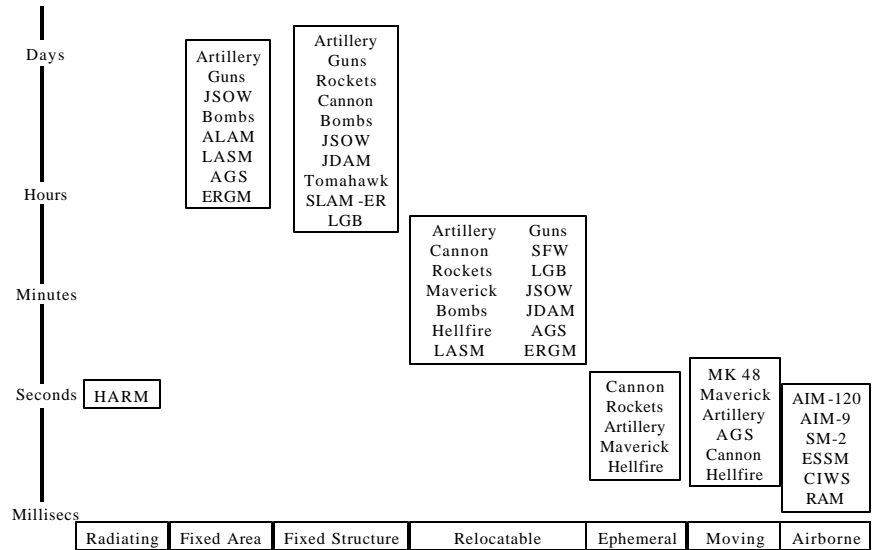 Days
Hours
Minutes
Seconds
Millisecs
HARM
Artillery
Guns
JSOW
Bombs
ALAM
LASM
AGS
ERGM
Artillery
Guns
Rockets
Cannon
Bombs
JSOW
JDAM
Tomahawk
SLAM -ER
LGB
Artillery Guns
Cannon SFW
Rockets LGB
Maverick JSOW
Bombs JDAM
Hellfire AGS
LASM ERGM
Cannon
Rockets
Artillery
Maverick
Hellfire
MK 48
Maverick
Artillery
AGS
Cannon
Hellfire
AIM-120
AIM-9
SM-2
ESSM
CIWS
RAM
Radiating Fixed Area Fixed Structure Relocatable Ephemeral Moving Airborne